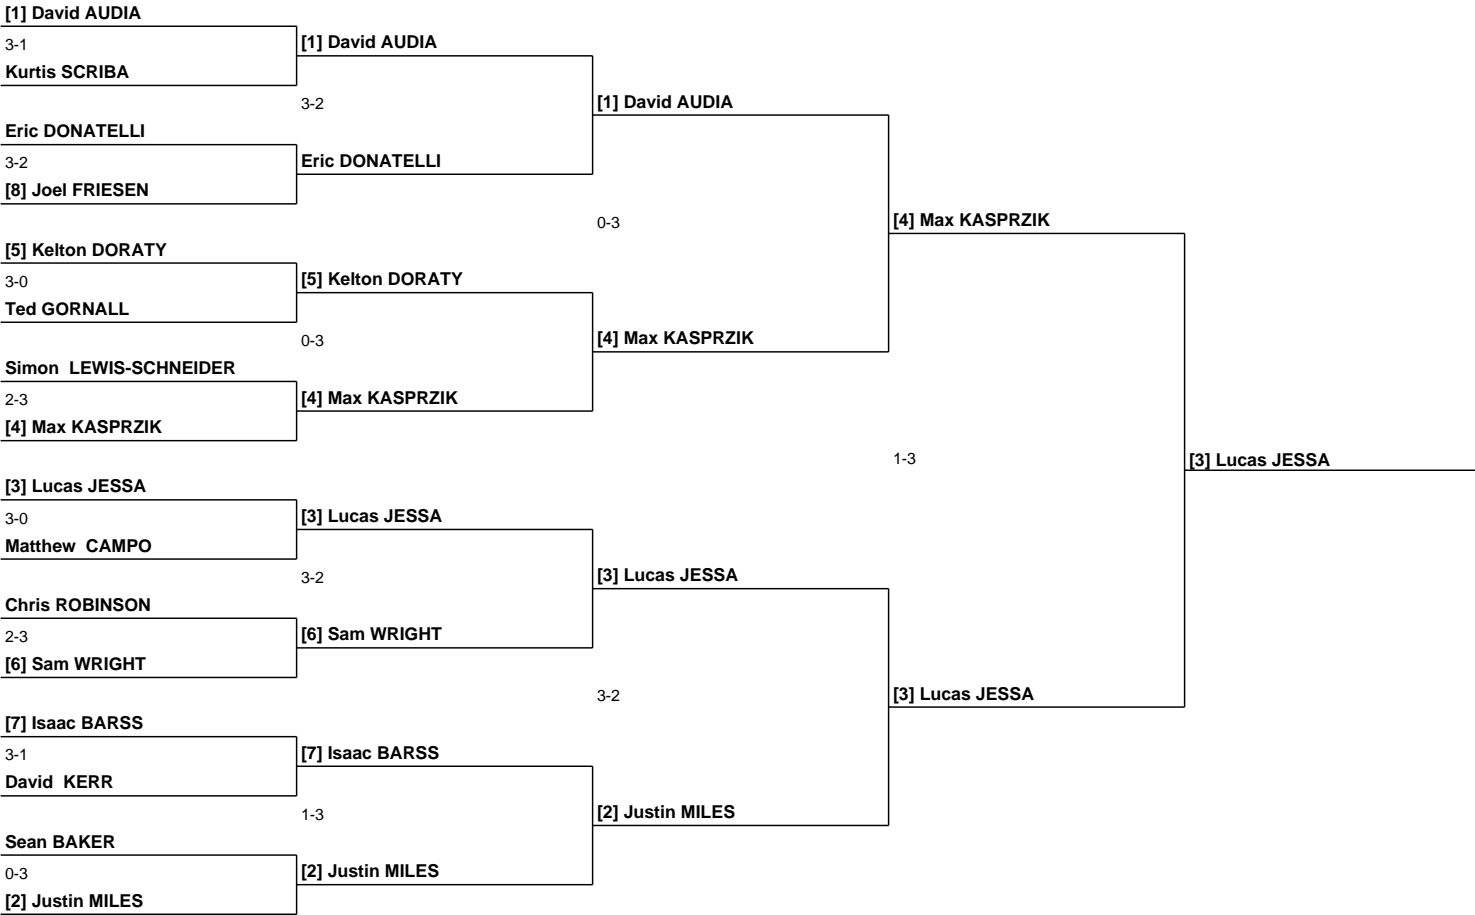 [1] David AUDIA
3-1
[1] David AUDIA
Kurtis SCRIBA
3-2
[1] David AUDIA
Eric DONATELLI
3-2
Eric DONATELLI
[8] Joel FRIESEN
0-3
[4] Max KASPRZIK
[5] Kelton DORATY
3-0
[5] Kelton DORATY
Ted GORNALL
0-3
[4] Max KASPRZIK
Simon  LEWIS-SCHNEIDER
2-3
[4] Max KASPRZIK
[4] Max KASPRZIK
1-3
[3] Lucas JESSA
[3] Lucas JESSA
3-0
[3] Lucas JESSA
Matthew  CAMPO
3-2
[3] Lucas JESSA
Chris ROBINSON
2-3
[6] Sam WRIGHT
[6] Sam WRIGHT
3-2
[3] Lucas JESSA
[7] Isaac BARSS
3-1
[7] Isaac BARSS
David  KERR
1-3
[2] Justin MILES
Sean BAKER
0-3
[2] Justin MILES
[2] Justin MILES